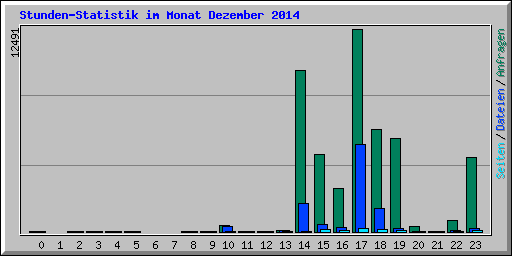 Stunden-Statistik im Monat Dezember 2014
12491
Seiten/Dateien/Anfragen
0 1 2 3 4 5 6 7 8 9 10 11 12 13 14 15 16 17 18 19 20 21 22 23